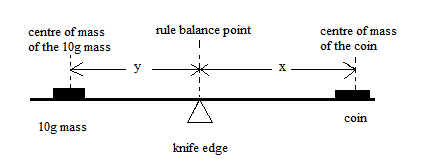 centre of mass
of the 10g mass
rule balance point
centre of mass
of the coin
y
x
10g mass
coin
knife edge